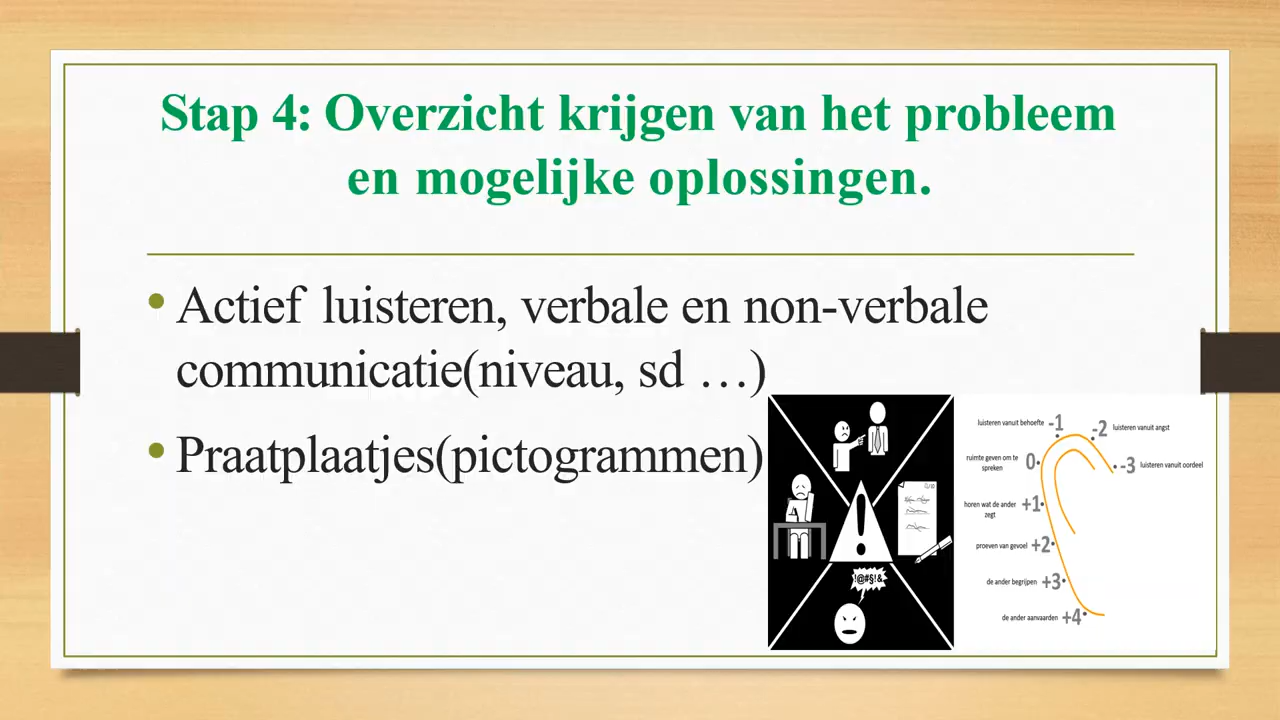 Stap 4: Overzicht krijgen van het probleem
en mogelijke oplossingen.
• Actief luisteren, verbale en non-verbale
communicatie(niveau, sd …)
• Praatplaatjes(pictogrammen)
!
!@#§!&
luisteren vanuit behoefte -1
-2 luisteren vanuit angst
ruimte geven om te
spreken 0
-3 luisteren vanuit oordeel
horen wat de ander
zegt +1
proeven van gevoel +2
de ander begrijpen +3
de ander aanvaarden +4